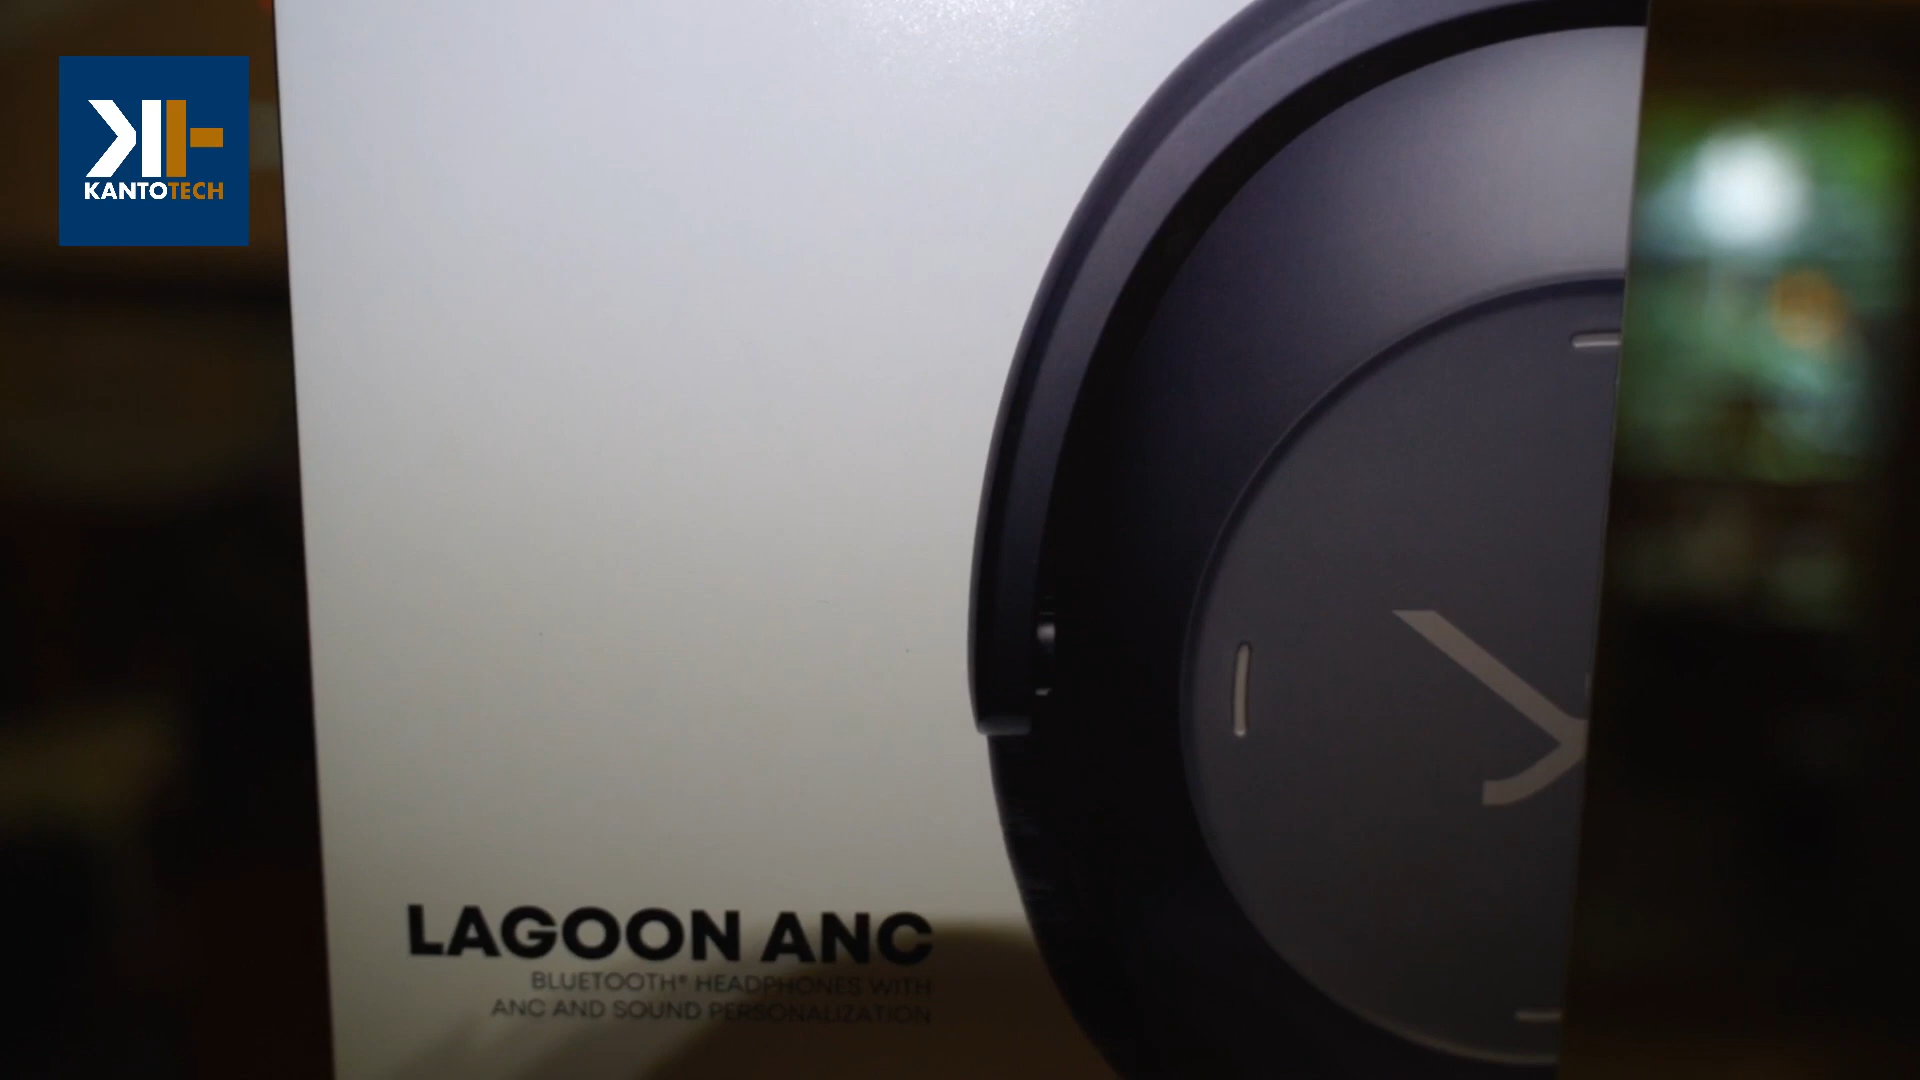 KANTOTECH
LAGOON ANC
BLUETOOTH® HEADPHONES WITH
ANC AND SOUND PERSONALIZATION